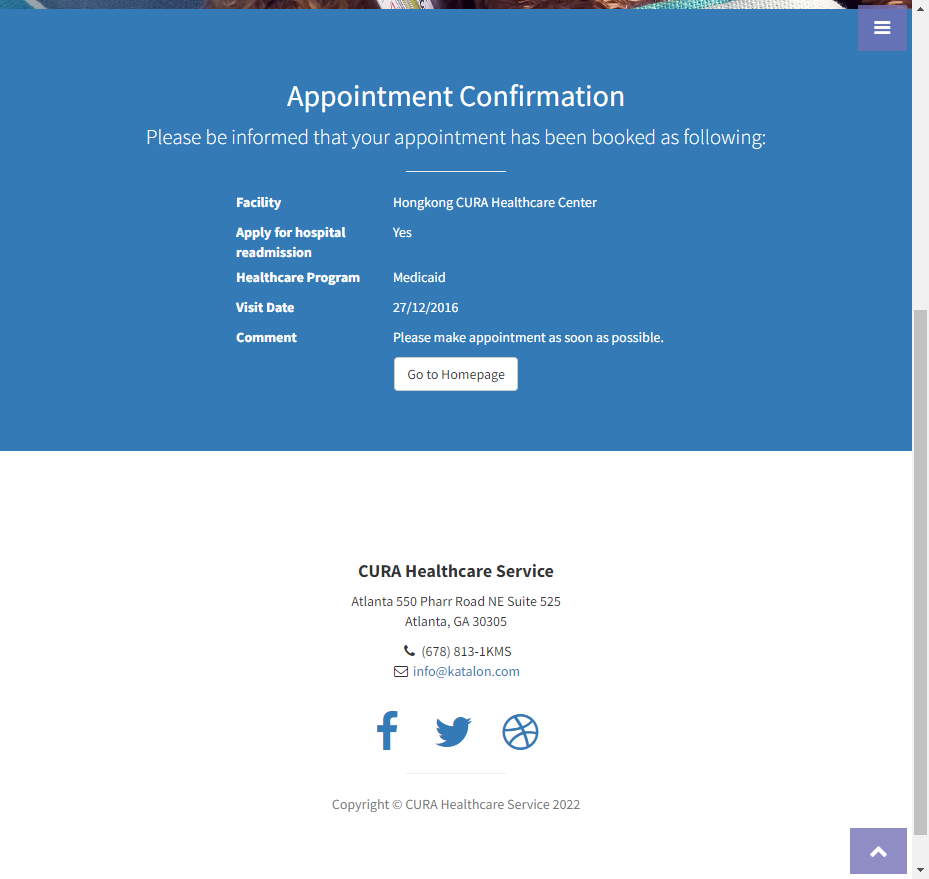 Appointment Confirmation
Please be informed that your appointment has been booked as following:
Facility Hongkong CURA Healthcare Center
Apply for hospital Yes
readmission
Healthcare Program Medicaid
Visit Date 27/12/2016
Comment Please make appointment as soon as possible.
Go to Homepage
CURA Healthcare Service
Atlanta 550 Pharr Road NE Suite 525
Atlanta, GA 30305
(678) 813-1KMS
info@katalon.com
Copyright © CURA Healthcare Service 2022